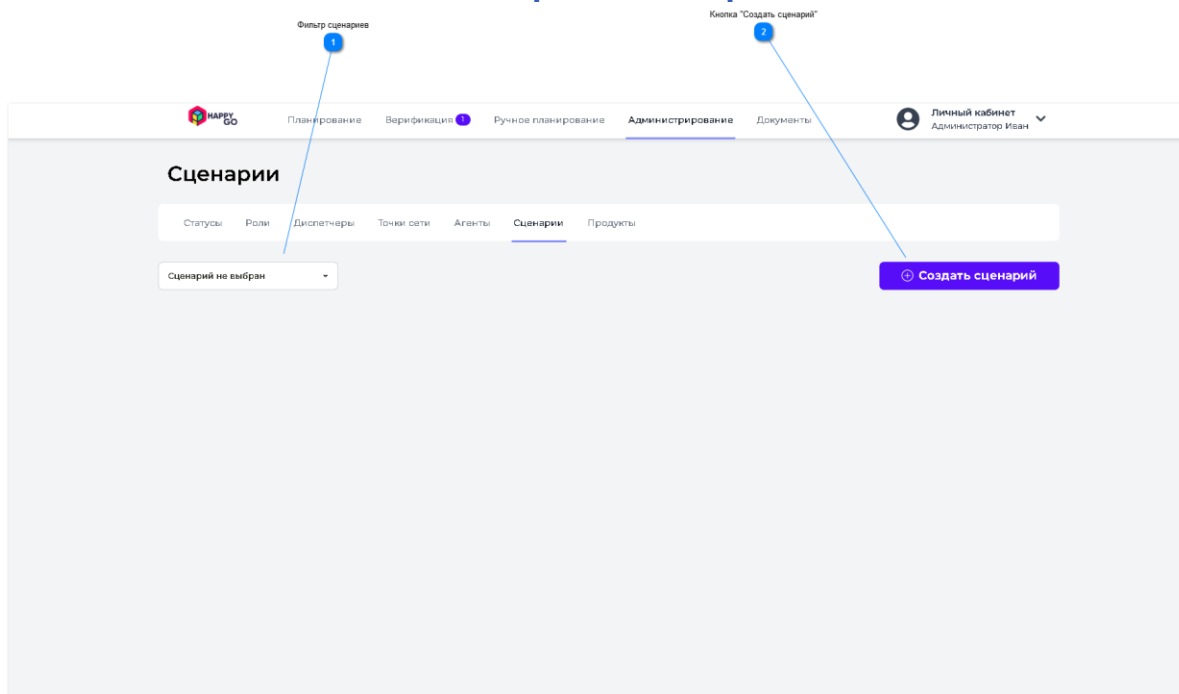 Фильтр сценариев
Кнопка "Создать сценарий"
1
2
HAPPY GO
Планирование
Верификация 1
Ручное планирование
Администрирование
Документы
Личный кабинет
Администратор Иван
Сценарии
Статусы
Роли
Диспетчеры
Точки сети
Агенты
Сценарии
Продукты
Сценарий не выбран
Создать сценарий